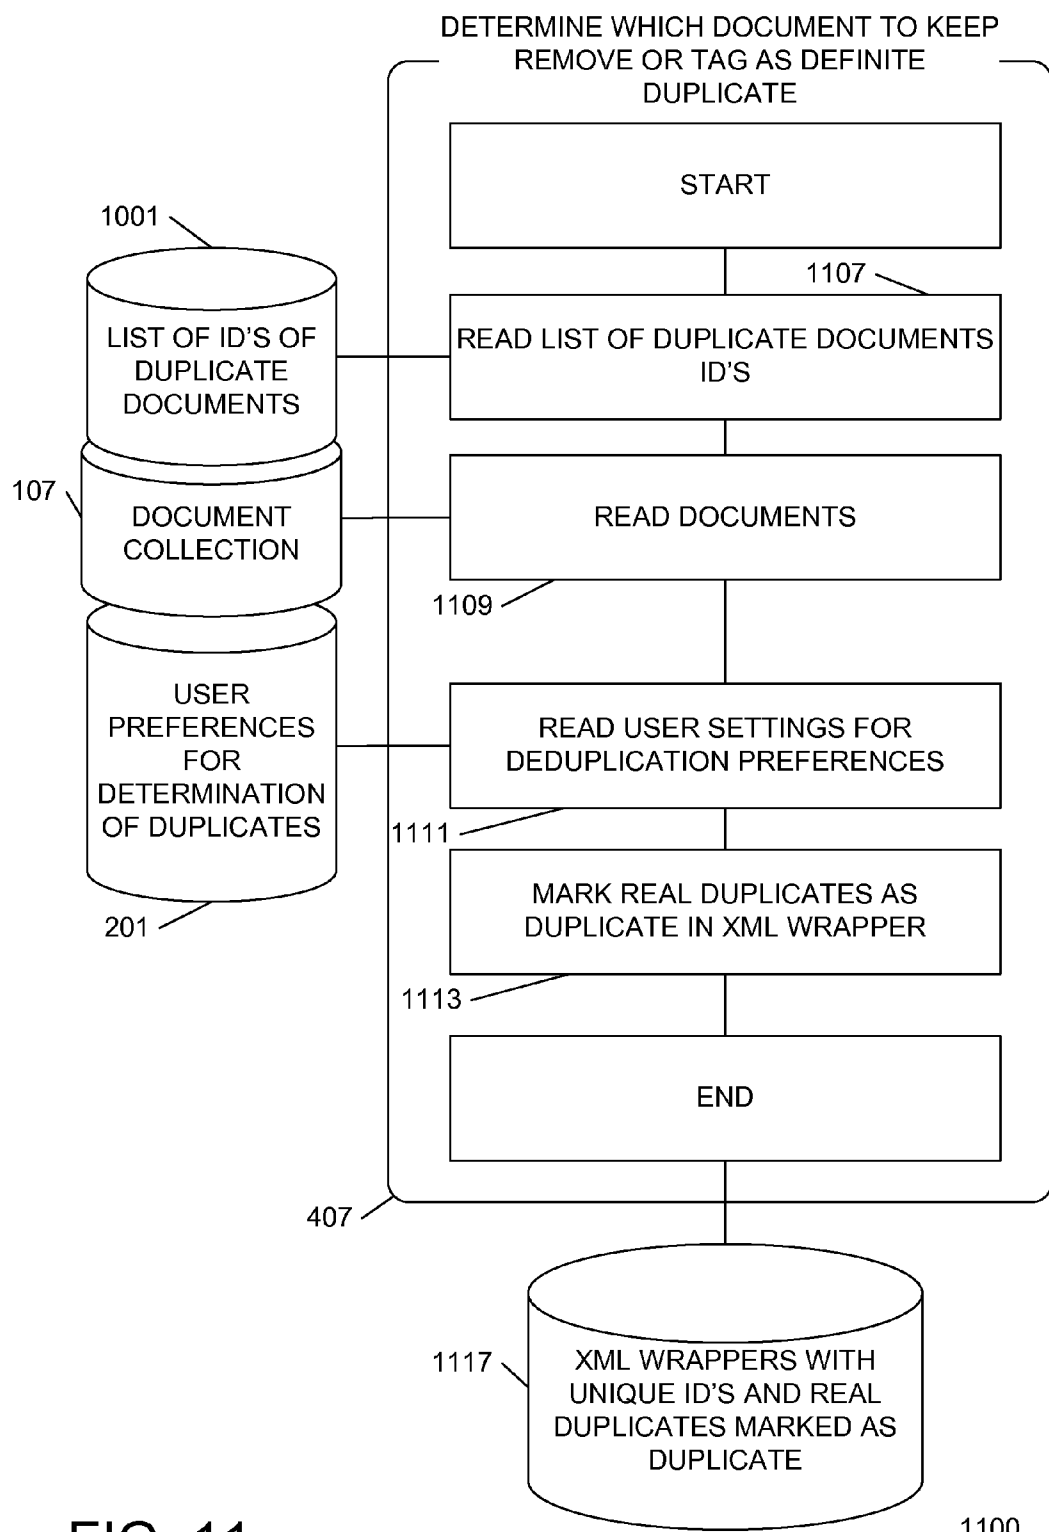 DETERMINE WHICH DOCUMENT TO KEEP
REMOVE OR TAG AS DEFINITE
DUPLICATE
START
1001
1107
LIST OF ID'S OF
DUPLICATE
DOCUMENTS
READ LIST OF DUPLICATE DOCUMENTS
ID'S
107
DOCUMENT
COLLECTION
READ DOCUMENTS
1109
USER
PREFERENCES
FOR
DETERMINATION
OF DUPLICATES
READ USER SETTINGS FOR
DEDUPLICATION PREFERENCES
1111
201
MARK REAL DUPLICATES AS
DUPLICATE IN XML WRAPPER
1113
END
407
1117
XML WRAPPERS WITH
UNIQUE ID'S AND REAL
DUPLICATES MARKED AS
DUPLICATE
FIG. 11
1100